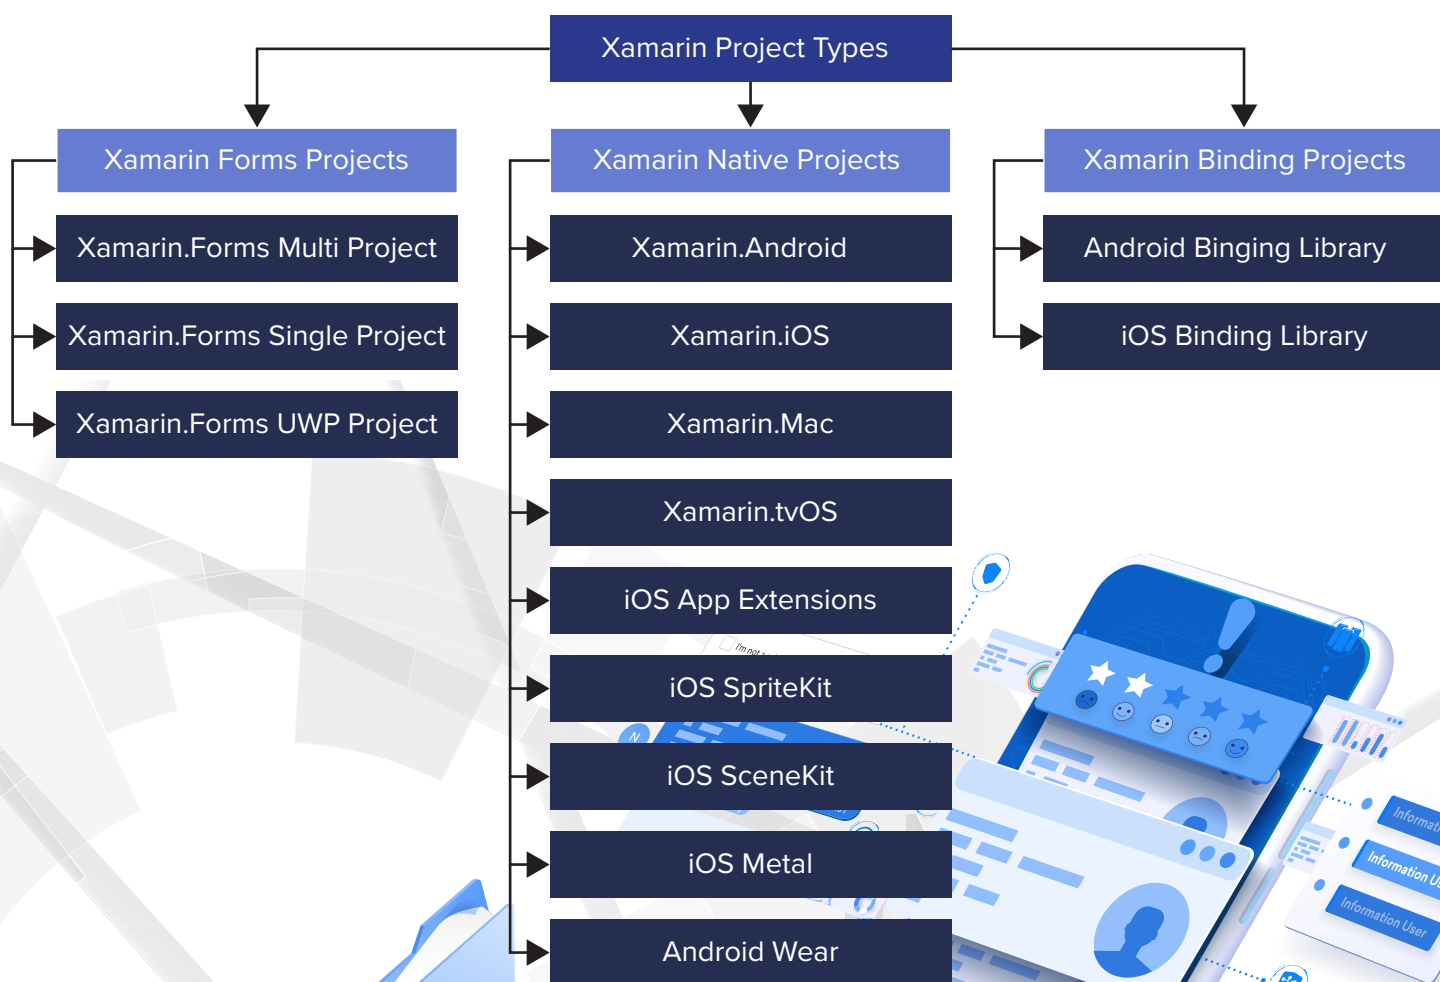 Xamarin Project Types
Xamarin Forms Projects
Xamarin.Forms Multi Project
Xamarin.Forms Single Project
Xamarin.Forms UWP Project
Xamarin Native Projects
Xamarin.Android
Xamarin.iOS
Xamarin.Mac
Xamarin.tvOS
iOS App Extensions
iOS SpriteKit
iOS SceneKit
iOS Metal
Android Wear
Xamarin Binding Projects
Android Binging Library
iOS Binding Library
I'm not
N
Information
Information User